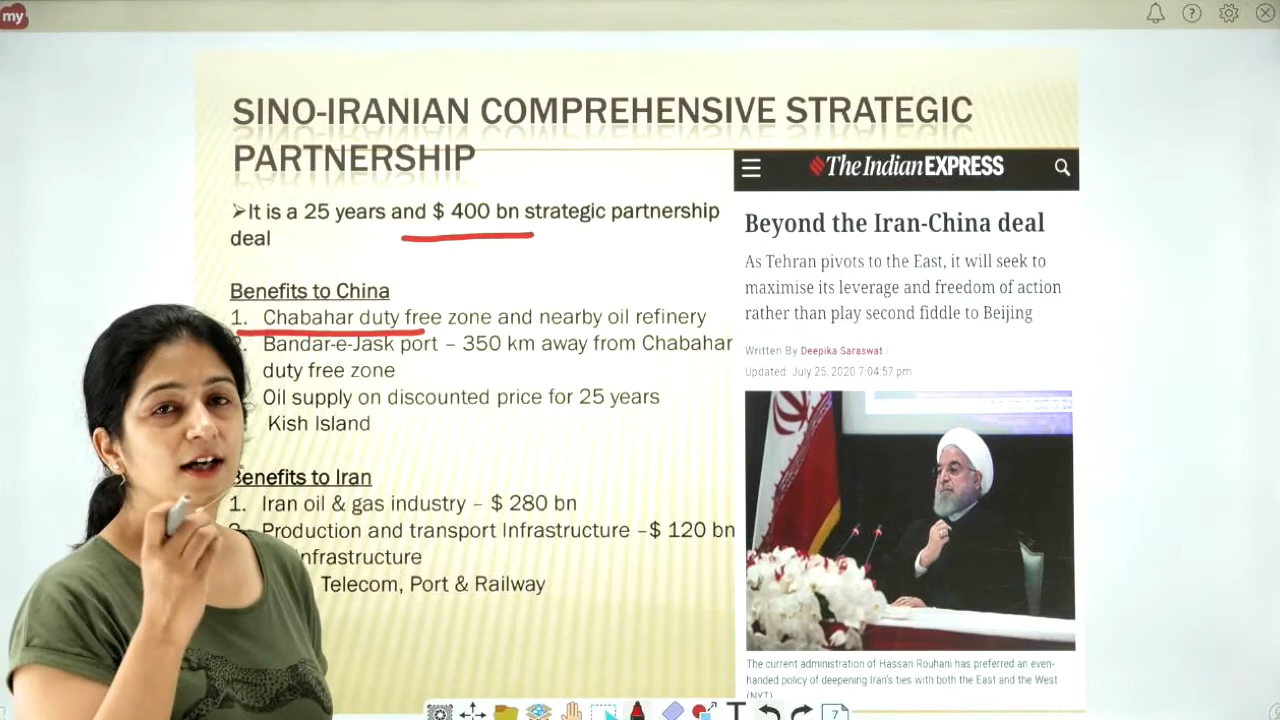 my
SINO-IRANIAN COMPREHENSIVE STRATEGIC
PARTNERSHIP
➤It is a 25 years and $ 400 bn strategic partnership
deal
Benefits to China
1. Chabahar duty free zone and nearby oil refinery
Bandar-e-Jask port – 350 km away from Chabahar
duty free zone
Oil supply on discounted price for 25 years
Kish Island
Benefits to Iran
1. Iran oil & gas industry – $ 280 bn
2. Production and transport Infrastructure –$ 120 bn
Infrastructure
Telecom, Port & Railway
The Indian EXPRESS
Beyond the Iran-China deal
As Tehran pivots to the East, it will seek to
maximise its leverage and freedom of action
rather than play second fiddle to Beijing
Written By Deepika Saraswat
Updated: July 25, 2020 7:04:57 pm
The current administration of Hassan Rouhani has preferred an even-
handed policy of deepening Iran's ties with both the East and the West
(NYT)
T
7